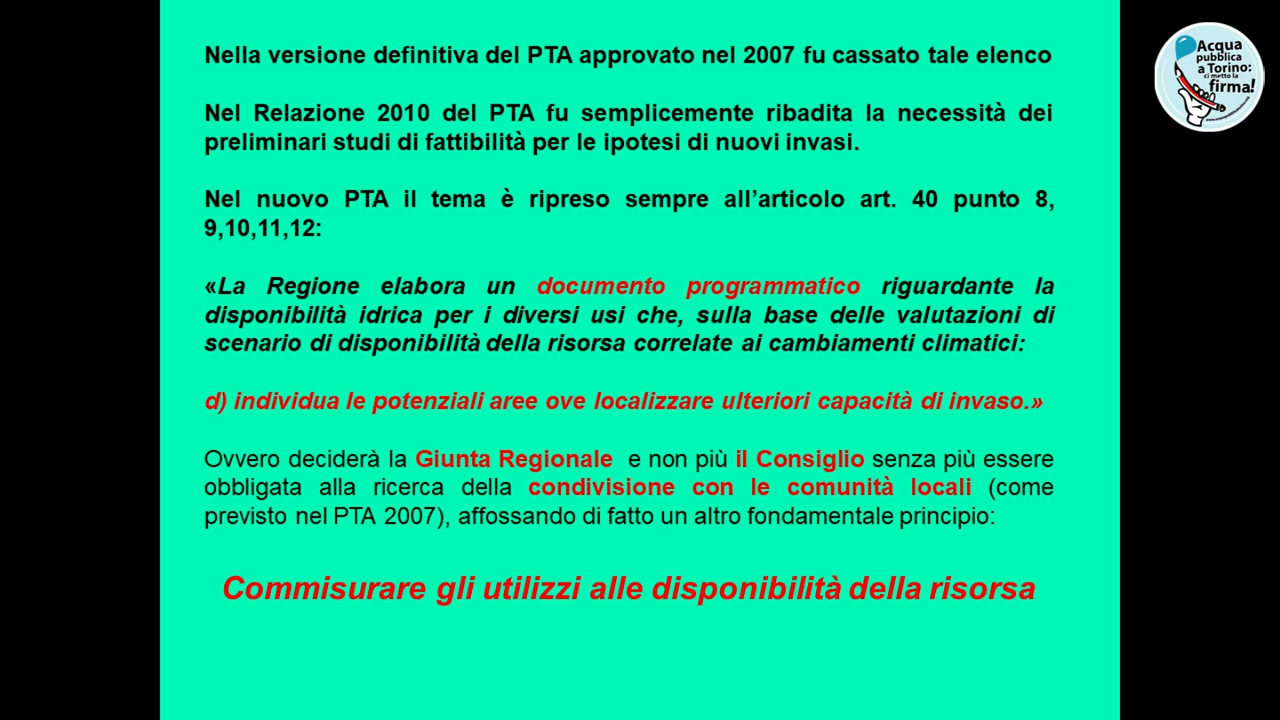 Nella versione definitiva del PTA approvato nel 2007 fu cassato tale elenco
Nel Relazione 2010 del PTA fu semplicemente ribadita la necessità dei
preliminari studi di fattibilità per le ipotesi di nuovi invasi.
Nel nuovo PTA il tema è ripreso sempre all’articolo art. 40 punto 8,
9,10,11,12:
«La Regione elabora un documento programmatico riguardante la
disponibilità idrica per i diversi usi che, sulla base delle valutazioni di
scenario di disponibilità della risorsa correlate ai cambiamenti climatici:
d) individua le potenziali aree ove localizzare ulteriori capacità di invaso.»
Ovvero deciderà la Giunta Regionale e non più il Consiglio senza più essere
obbligata alla ricerca della condivisione con le comunità locali (come
previsto nel PTA 2007), affossando di fatto un altro fondamentale principio:
Commisurare gli utilizzi alle disponibilità della risorsa
Acqua
pubblica
a Torino:
ci metto la
firma!